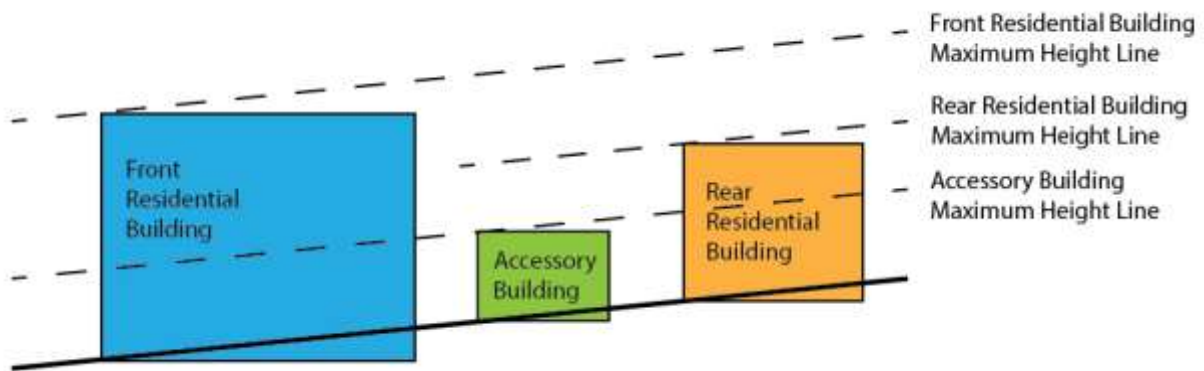 Front Residential Building
Maximum Height Line
Rear Residential Building
Maximum Height Line
Accessory Building
Maximum Height Line
Front
Residential
Building
Accessory
Building
Rear
Residential
Building